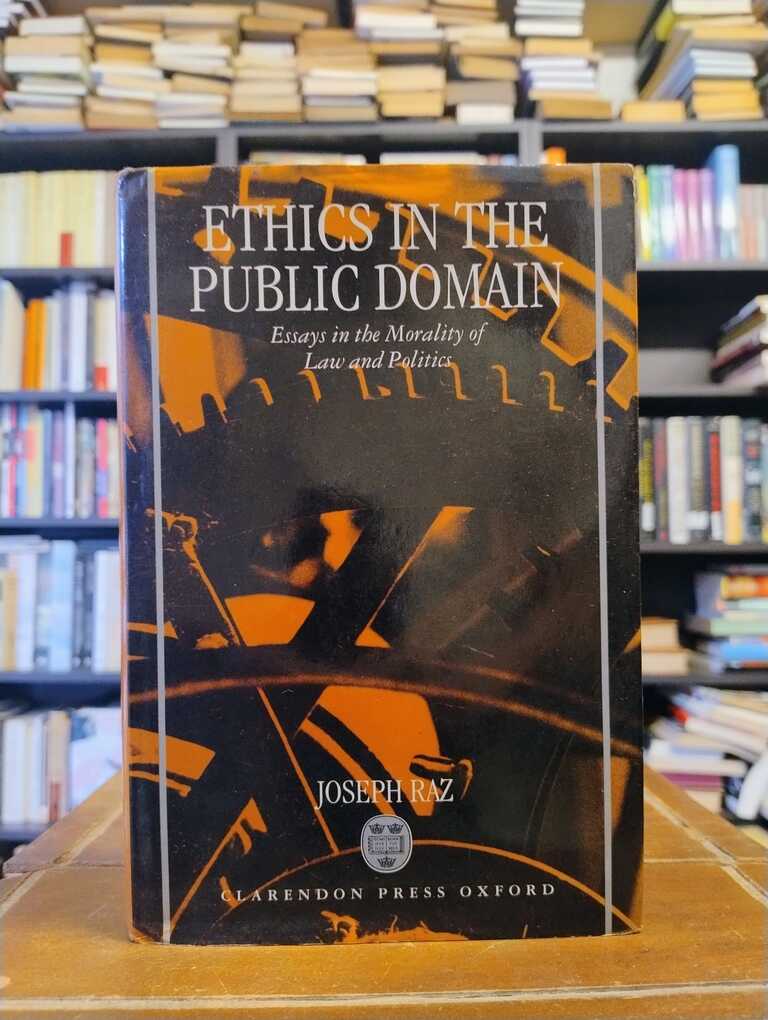 ETHICS IN THE
PUBLIC DOMAIN
Essays in the Morality of
Law and Politics
JOSEPH RAZ
CLARENDON PRESS OXFORD